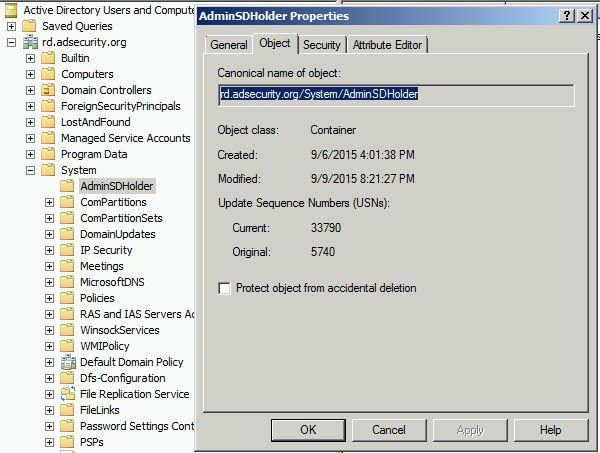 Active Directory Users and Compute
Saved Queries
rd.adsecurity.org
Builtin
Computers
Domain Controllers
ForeignSecurityPrincipals
LostAndFound
Managed Service Accounts
Program Data
System
AdminSDHolder
ComPartitions
ComPartitionSets
DomainUpdates
IP Security
Meetings
MicrosoftDNS
Policies
RAS and IAS Servers Ac
WinsockServices
WMIPolicy
Default Domain Policy
Dfs-Configuration
File Replication Service
FileLinks
Password Settings Cont
PSPs
AdminSDHolder Properties
General Object Security Attribute Editor
Canonical name of object:
rd.adsecurity.org/System/AdminSDHolder
Object class: Container
Created: 9/6/2015 4:01:38 PM
Modified: 9/9/2015 8:21:27 PM
Update Sequence Numbers (USNs):
Current: 33790
Original: 5740
Protect object from accidental deletion
OK Cancel Apply Help